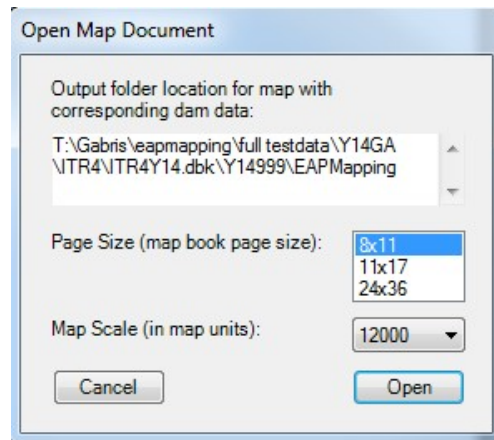 Open Map Document
Output folder location for map with
corresponding dam data:
T:\Gabris\eapmapping\full testdata\Y14GA
\ITR4\ITR4Y14.dbk\Y14999\EAPMapping
Page Size (map book page size):
8x11
11x17
24x36
Map Scale (in map units):
12000
Cancel
Open